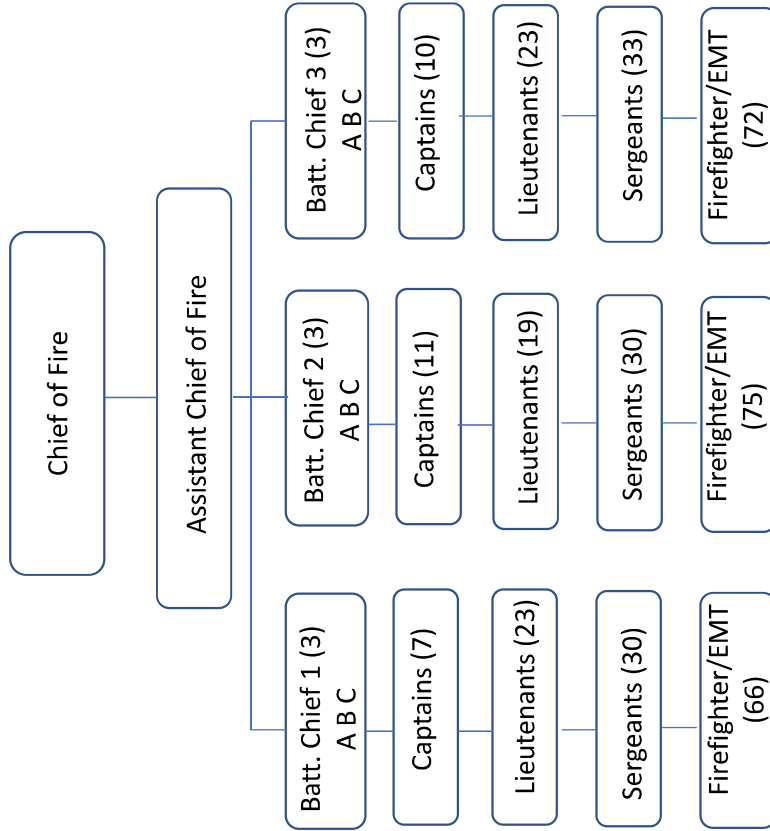 Chief of Fire
Assistant Chief of Fire
Batt. Chief 1 (3)
A B C
Batt. Chief 2 (3)
A B C
Batt. Chief 3 (3)
A B C
Captains (7)
Captains (11)
Captains (10)
Lieutenants (23)
Lieutenants (19)
Lieutenants (23)
Sergeants (30)
Sergeants (30)
Sergeants (33)
Firefighter/EMT
(66)
Firefighter/EMT
(75)
Firefighter/EMT
(72)